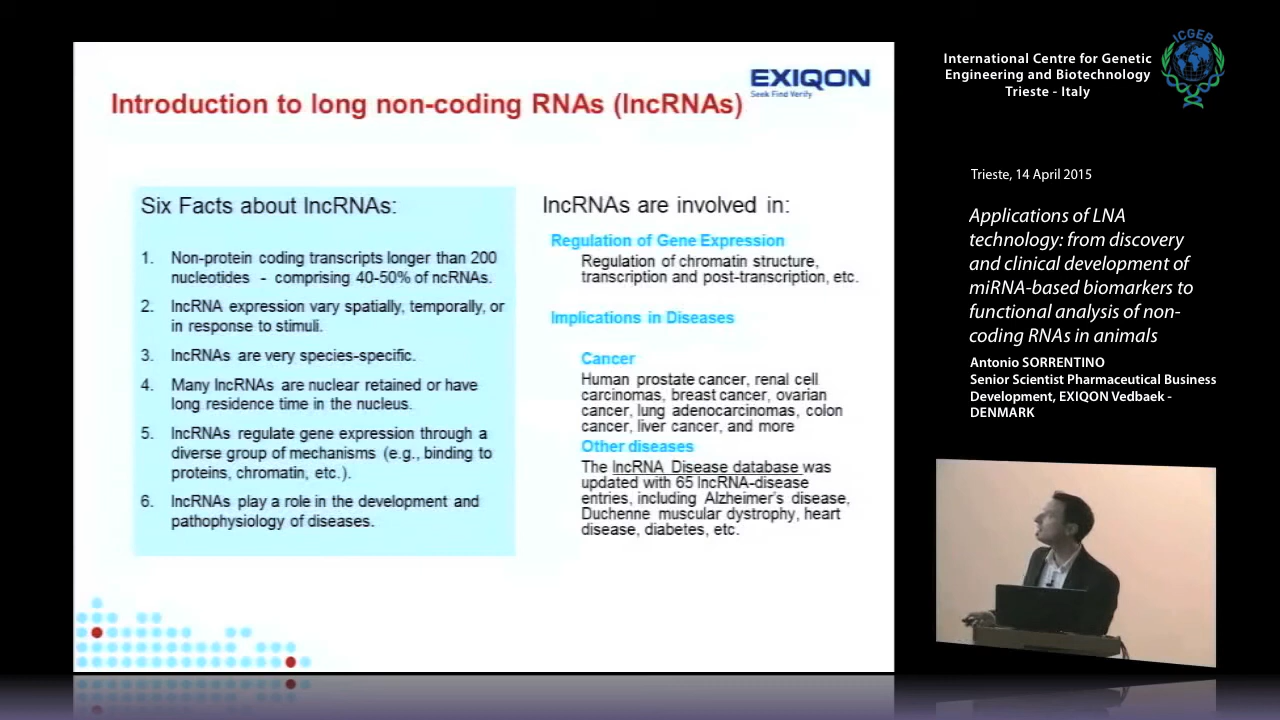 EXIQON
Seek Find Verify
Introduction to long non-coding RNAs (lncRNAs)
Six Facts about lncRNAs:
1. Non-protein coding transcripts longer than 200
nucleotides - comprising 40-50% of ncRNAs.
2. lncRNA expression vary spatially, temporally, or
in response to stimuli.
3. lncRNAs are very species-specific.
4. Many lncRNAs are nuclear retained or have
long residence time in the nucleus.
5. lncRNAs regulate gene expression through a
diverse group of mechanisms (e.g., binding to
proteins, chromatin, etc.).
6. lncRNAs play a role in the development and
pathophysiology of diseases.
lncRNAs are involved in:
Regulation of Gene Expression
Regulation of chromatin structure,
transcription and post-transcription, etc.
Implications in Diseases
Cancer
Human prostate cancer, renal cell
carcinomas, breast cancer, ovarian
cancer, lung adenocarcinomas, colon
cancer, liver cancer, and more
Other diseases
The lncRNA Disease database was
updated with 65 lncRNA-disease
entries, including Alzheimer's disease,
Duchenne muscular dystrophy, heart
disease, diabetes, etc.
International Centre for Genetic
Engineering and Biotechnology
Trieste - Italy
ICGEB
Trieste, 14 April 2015
Applications of LNA
technology: from discovery
and clinical development of
miRNA-based biomarkers to
functional analysis of non-
coding RNAs in animals
Antonio SORRENTINO
Senior Scientist Pharmaceutical Business
Development, EXIQON Vedbaek -
DENMARK